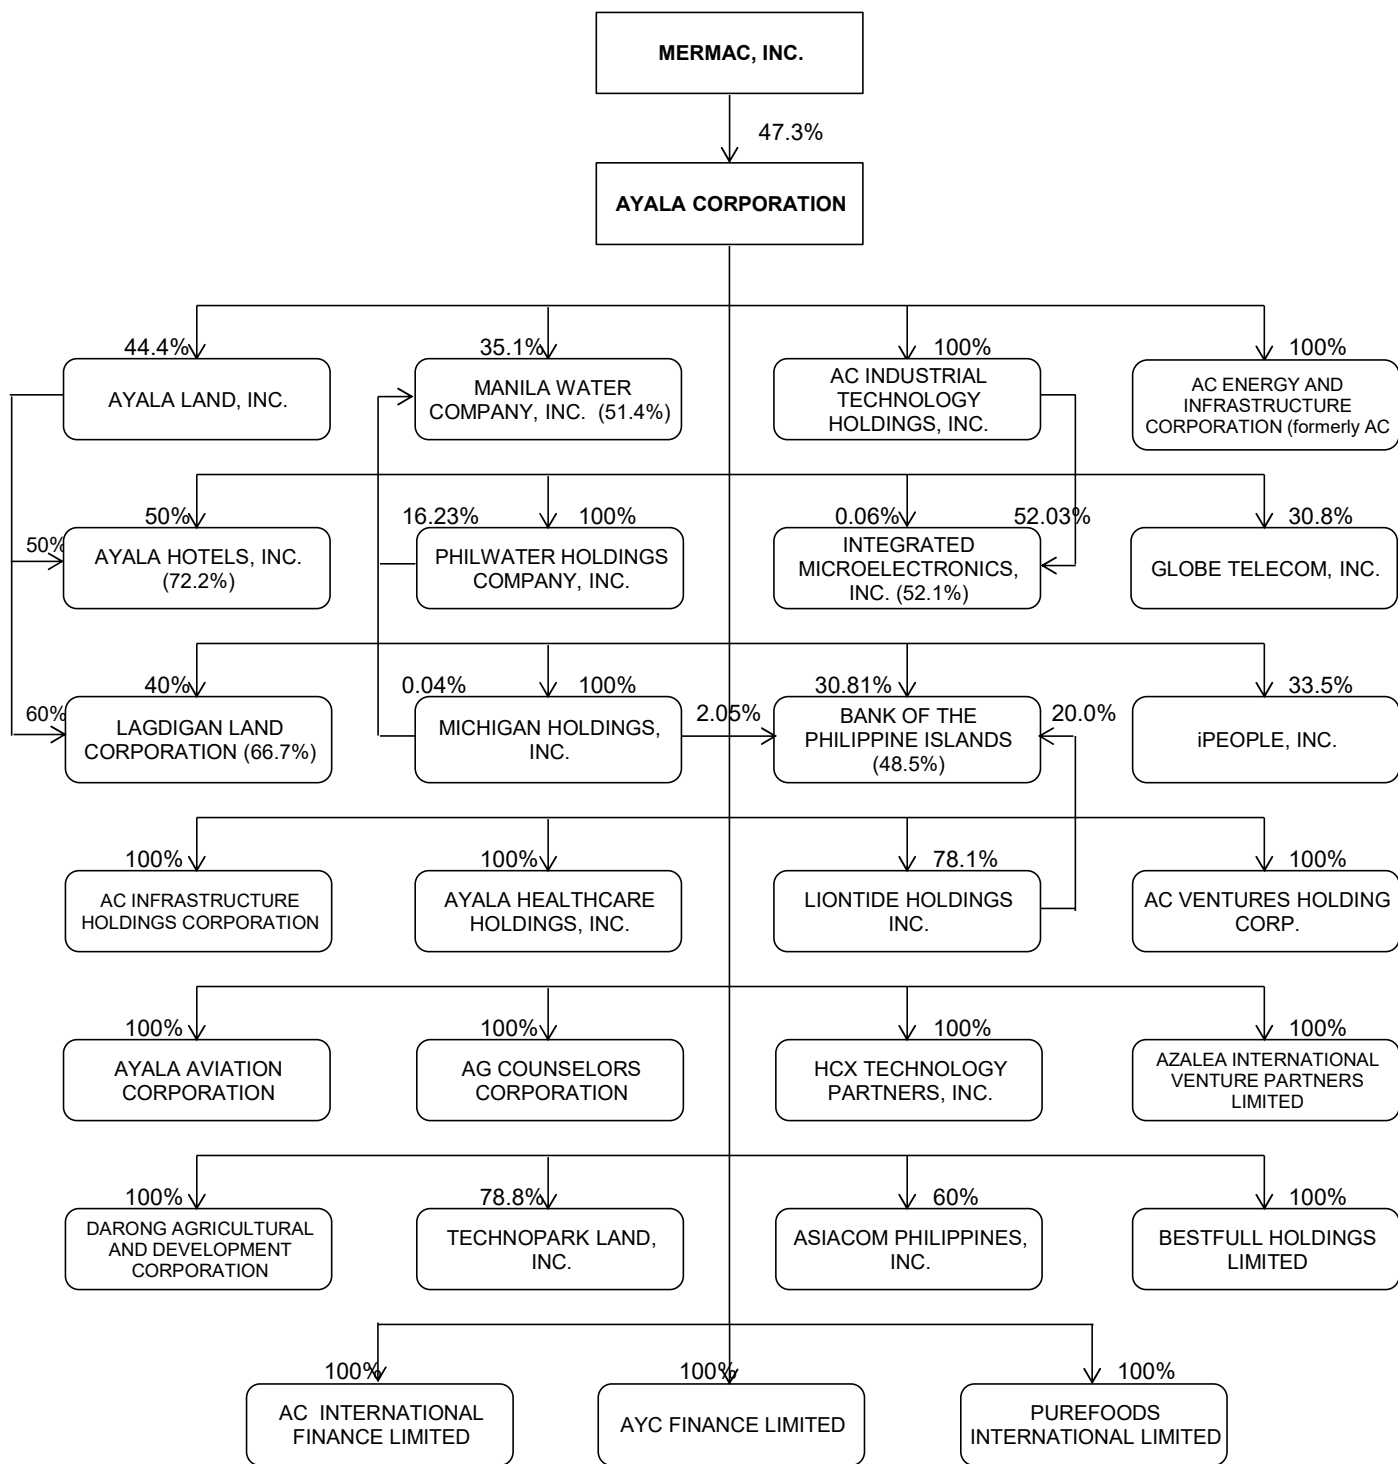 MERMAC, INC.
47.3%
AYALA CORPORATION
44.4%
35.1%
100%
100%
AYALA LAND, INC.
MANILA WATER
COMPANY, INC. (51.4%)
AC INDUSTRIAL
TECHNOLOGY
HOLDINGS, INC.
AC ENERGY AND
INFRASTRUCTURE
CORPORATION (formerly AC
50%
16.23%
100%
0.06%
52.03%
30.8%
50%
AYALA HOTELS, INC.
(72.2%)
PHILWATER HOLDINGS
COMPANY, INC.
INTEGRATED
MICROELECTRONICS,
INC. (52.1%)
GLOBE TELECOM, INC.
40%
0.04%
100%
30.81%
33.5%
60%
LAGDIGAN LAND
CORPORATION (66.7%)
MICHIGAN HOLDINGS,
INC.
2.05%
BANK OF THE
PHILIPPINE ISLANDS
(48.5%)
20.0%
iPEOPLE, INC.
100%
100%
78.1%
100%
AC INFRASTRUCTURE
HOLDINGS CORPORATION
AYALA HEALTHCARE
HOLDINGS, INC.
LIONTIDE HOLDINGS
INC.
AC VENTURES HOLDING
CORP.
100%
100%
100%
100%
AYALA AVIATION
CORPORATION
AG COUNSELORS
CORPORATION
HCX TECHNOLOGY
PARTNERS, INC.
AZALEA INTERNATIONAL
VENTURE PARTNERS
LIMITED
100%
78.8%
60%
100%
DARONG AGRICULTURAL
AND DEVELOPMENT
CORPORATION
TECHNOPARK LAND,
INC.
ASIACOM PHILIPPINES,
INC.
BESTFULL HOLDINGS
LIMITED
100%
100%
100%
AC INTERNATIONAL
FINANCE LIMITED
AYC FINANCE LIMITED
PUREFOODS
INTERNATIONAL LIMITED